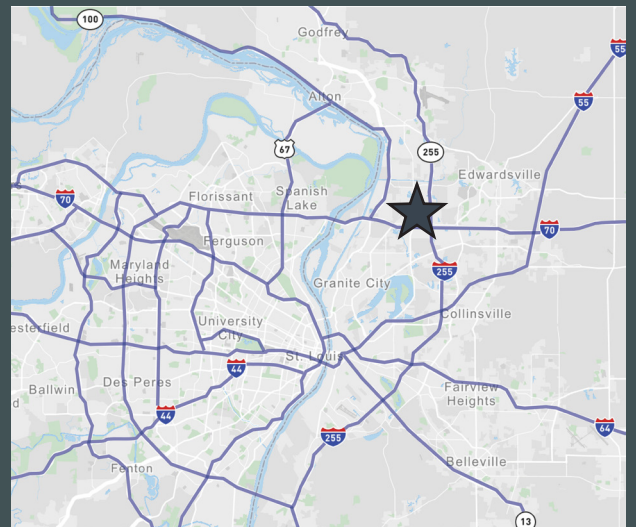 100
Godfrey
55
55
Alton
67
255
Edwardsville
70
Florissant
Spanish
Lake
Ferguson
70
Maryland
Heights
255
Granite City
esterfield
University
City
Collinsville
St. Louis
44
Ballwin
Des Peres
Fairview
Heights
d
44
64
255
Belleville
Fenton
13